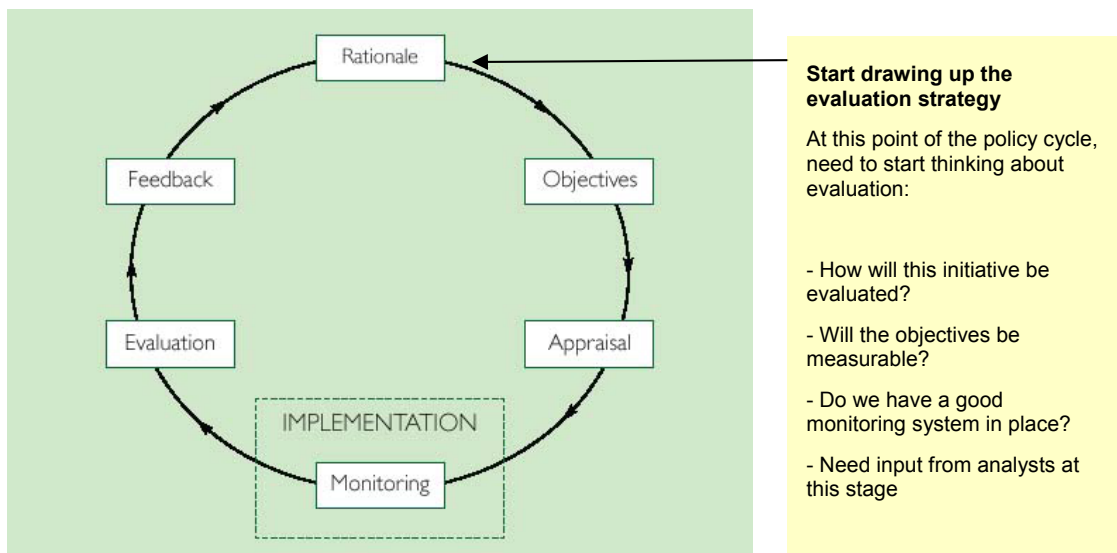 Rationale
Objectives
Appraisal
IMPLEMENTATION
Monitoring
Evaluation
Feedback
Start drawing up the
evaluation strategy
At this point of the policy cycle,
need to start thinking about
evaluation:
- How will this initiative be
evaluated?
- Will the objectives be
measurable?
- Do we have a good
monitoring system in place?
- Need input from analysts at
this stage